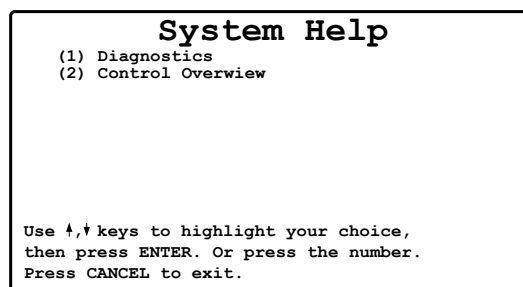 System Help
(1) Diagnostics
(2) Control Overwiew
Use ↑,↓ keys to highlight your choice,
then press ENTER. Or press the number.
Press CANCEL to exit.